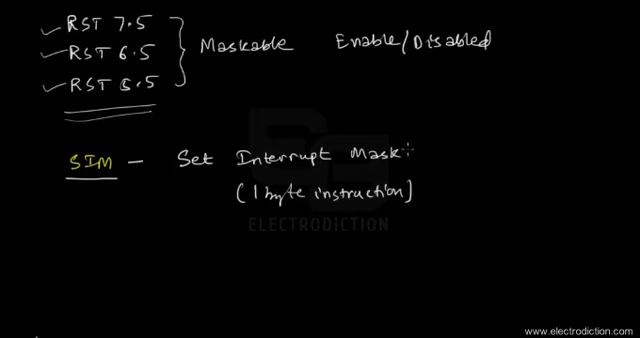 RST 7.5
RST 6.5
RST 5.5
Maskable Enable/Disabled
SIM - Set Interrupt Mask:
(1 byte instruction)
ELECTRODICTION
www.electrodiction.com